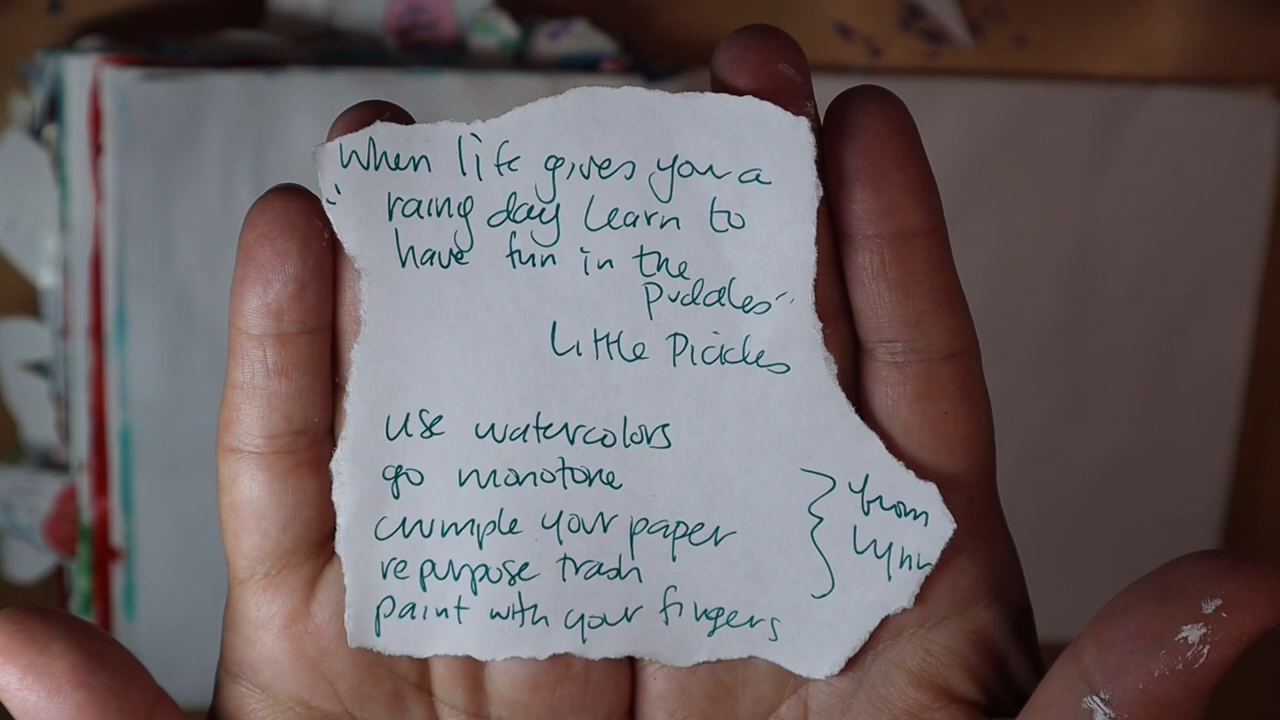 When life gives you a
" rainy day learn to
have fun in the
puddles"
Little Pickles
use watercolors
go monotone
crumple your paper
repurpose trash
paint with your fingers
} from
Lynn